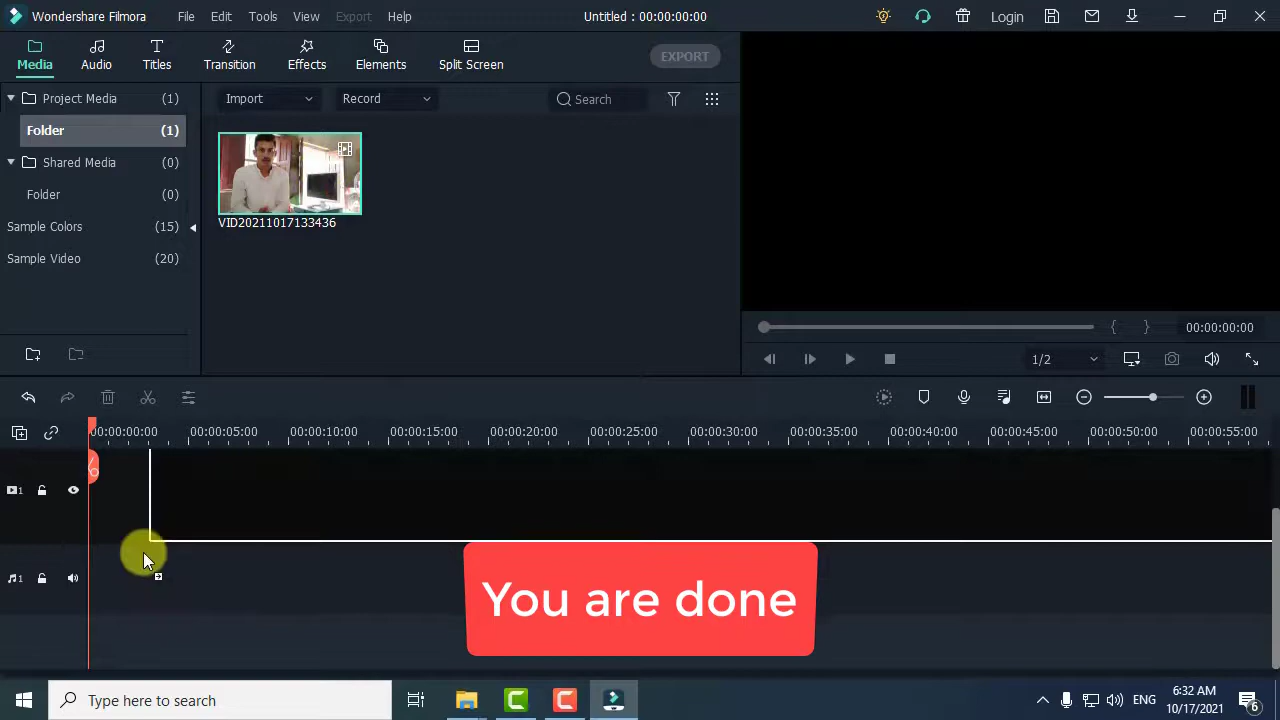 Wondershare Filmora
File Edit Tools View Export Help
Untitled : 00:00:00:00
Login
Media Audio Titles Transition Effects Elements Split Screen
EXPORT
Project Media (1)
Folder (1)
Shared Media (0)
Folder (0)
Sample Colors (15)
Sample Video (20)
Import Record Search
VID20211017133436
00:00:00:00
1/2
00:00:00:00 00:00:05:00 00:00:10:00 00:00:15:00 00:00:20:00 00:00:25:00 00:00:30:00 00:00:35:00 00:00:40:00 00:00:45:00 00:00:50:00 00:00:55:00
1
1
You are done
Type here to search
ENG
6:32 AM
10/17/2021
6